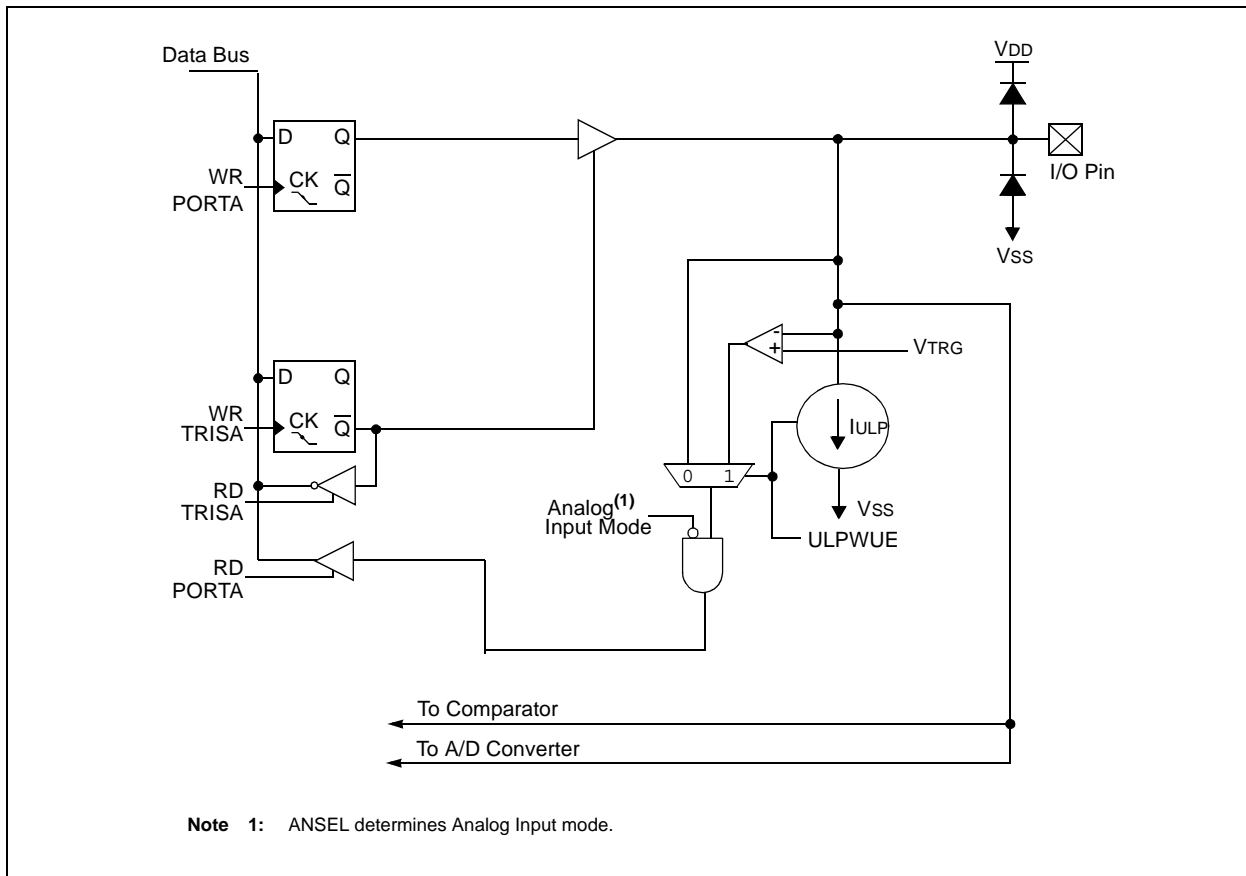 Data Bus
VDD
D Q
WR
PORTA
CK Q
I/O Pin
VSS
-
+
VTRG
D Q
WR
TRISA
CK Q
IULP
0 1
RD
TRISA
Analog(1)
Input Mode
VSS
ULPWUE
RD
PORTA
To Comparator
To A/D Converter
Note 1: ANSEL determines Analog Input mode.